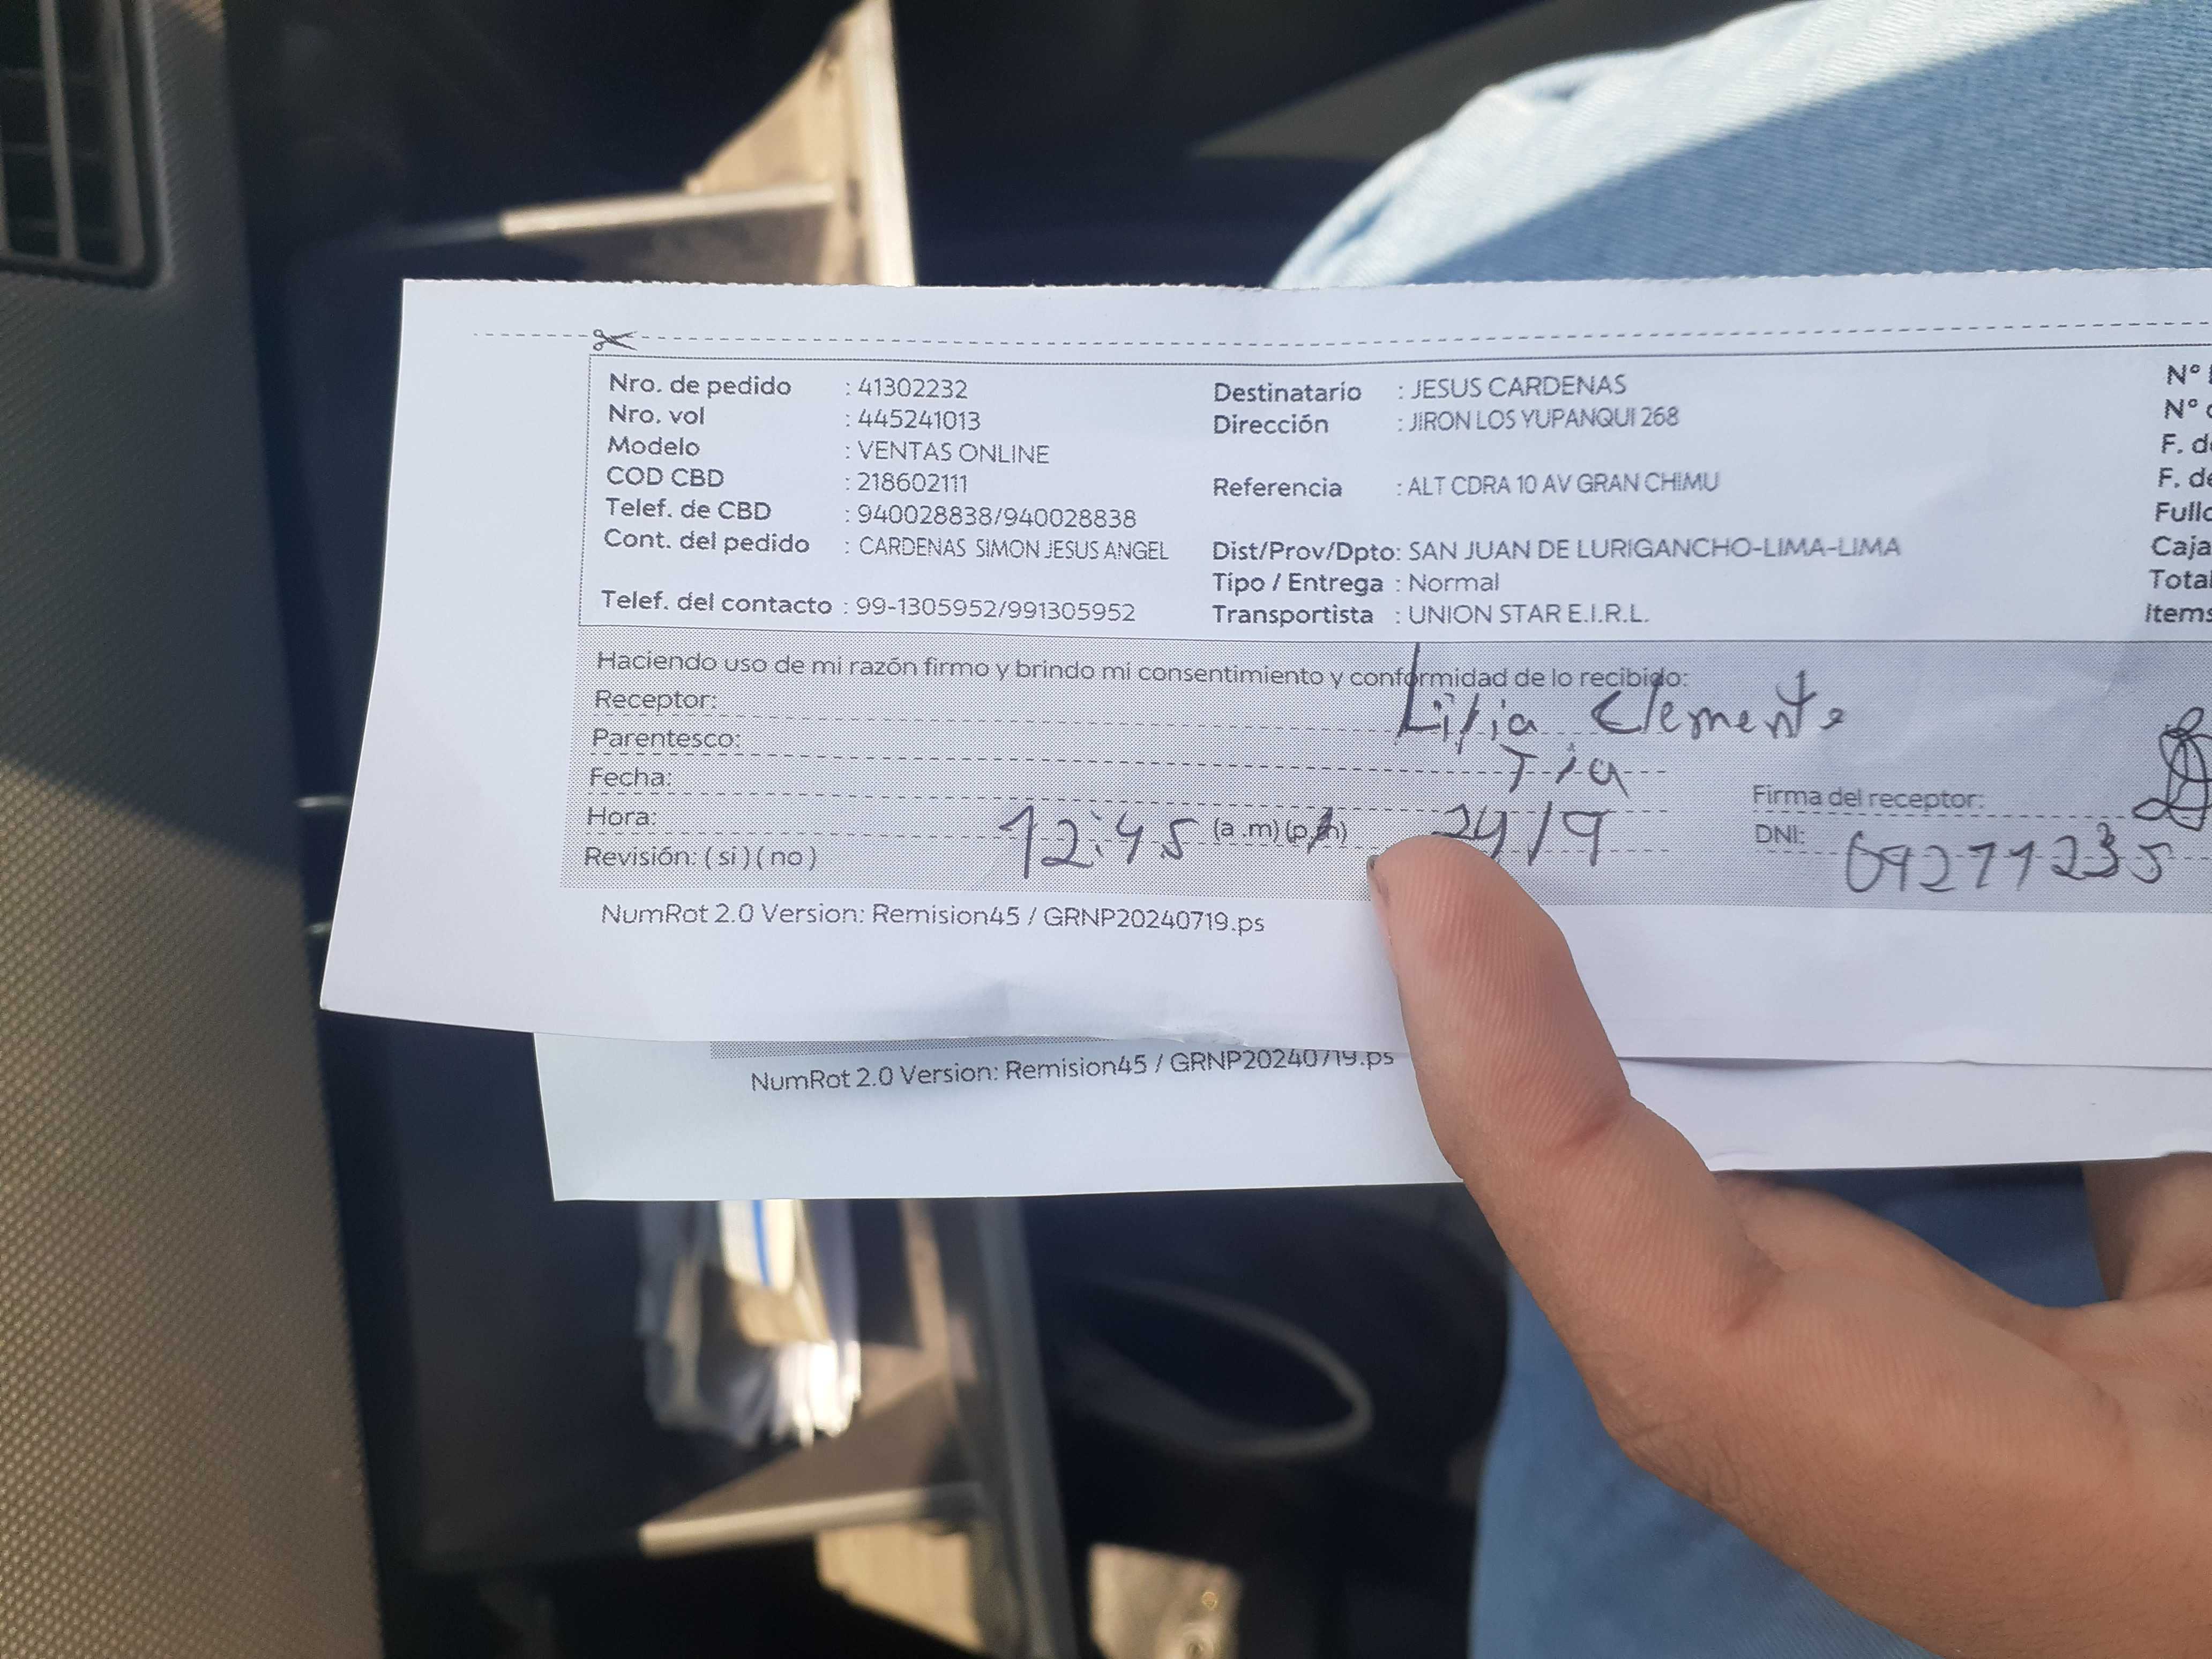 Nro. de pedido : 41302232
Nro. vol : 445241013
Modelo : VENTAS ONLINE
COD CBD : 218602111
Telef. de CBD : 940028838/940028838
Cont. del pedido : CARDENAS SIMON JESUS ANGEL
Telef. del contacto : 99-1305952/991305952
Destinatario : JESUS CARDENAS
Dirección : JIRON LOS YUPANQUI 268
Referencia : ALT CDRA 10 AV GRAN CHIMU
Dist/Prov/Dpto: SAN JUAN DE LURIGANCHO-LIMA-LIMA
Tipo / Entrega : Normal
Transportista : UNION STAR E.I.R.L.
N°
N°
F.
F.
Caja
Total
Items
Haciendo uso de mi razón firmo y brindo mi consentimiento y conformidad de lo recibido:
Receptor: Lilia Clemente
Parentesco: Tia
Fecha: 24/9
Hora: 12:45 (a.m)(p.m)
Revisión: (si)(no)
Firma del receptor:
DNI: 09271235
NumRot 2.0 Version: Remision45 / GRNP20240719.ps
NumRot 2.0 Version: Remision45 / GRNP20240719.ps